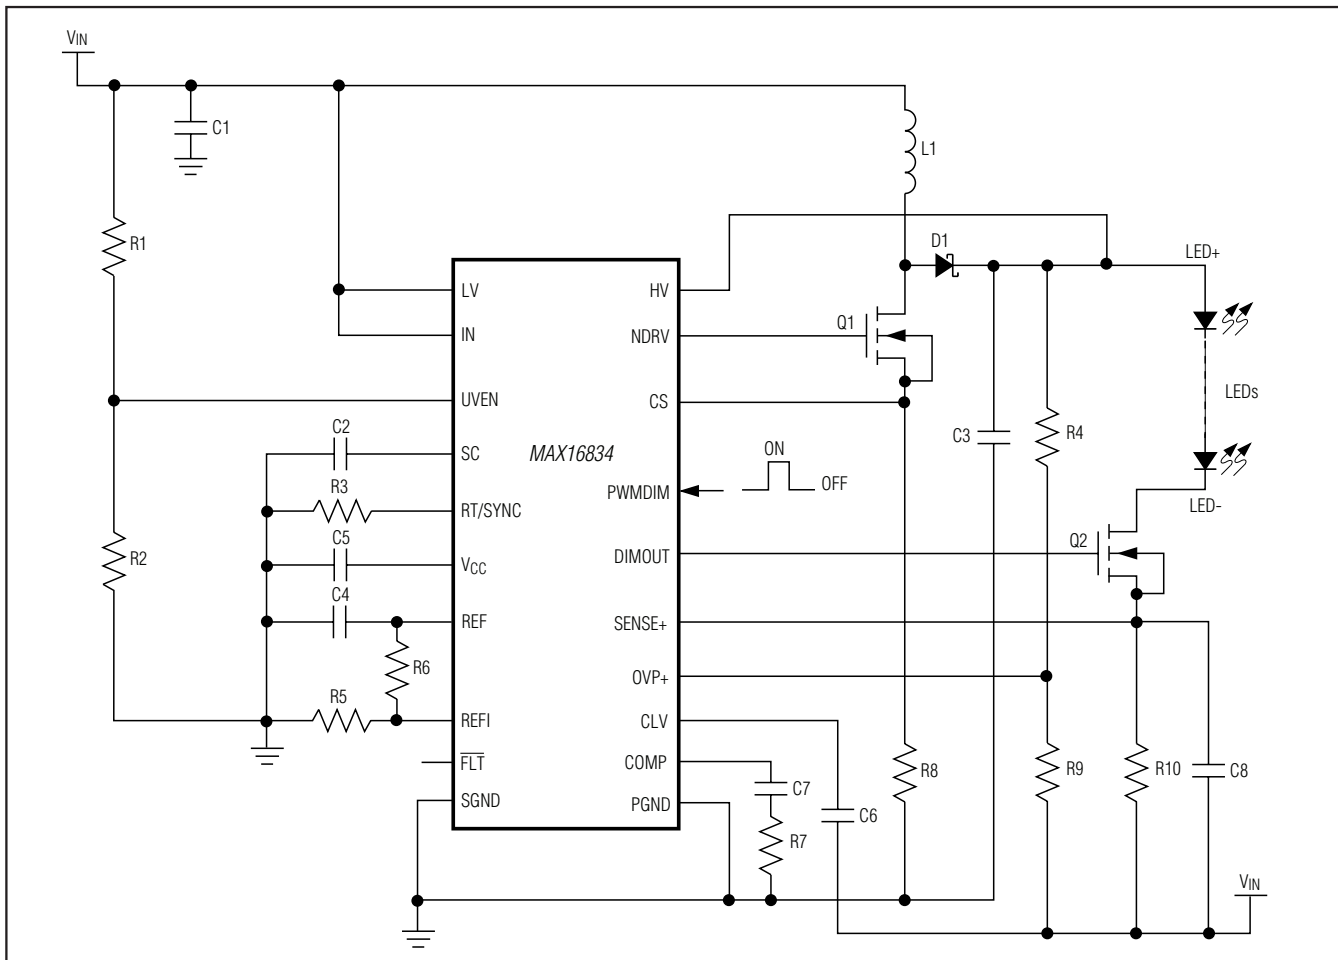 VIN
C1
L1
R1
D1
LED+
LV
HV
Q1
IN
NDRV
LEDs
UVEN
CS
C2
C3
R4
SC
MAX16834
ON
R3
PWMDIM
OFF
RT/SYNC
LED-
C5
Q2
R2
VCC
DIMOUT
C4
REF
SENSE+
R6
OVP+
R5
REFI
CLV
FLT
COMP
R8
R9
R10
C8
C7
SGND
PGND
C6
R7
VIN